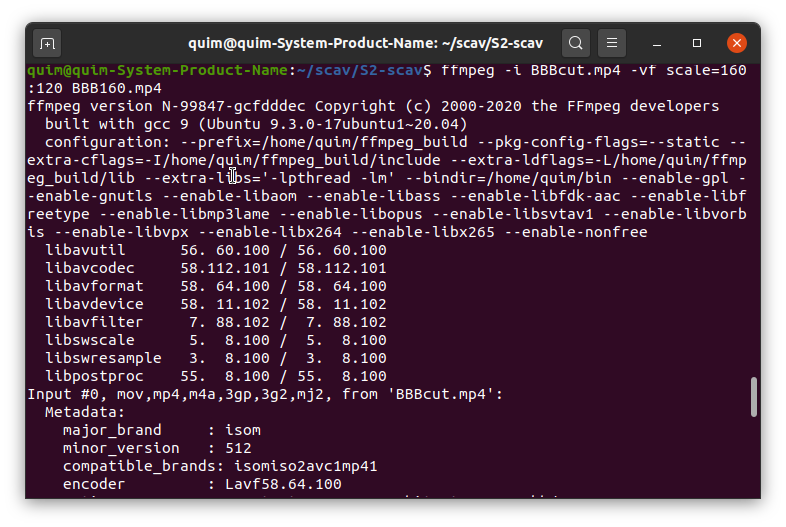 quim@quim-System-Product-Name: ~/scav/S2-scav
quim@quim-System-Product-Name:~/scav/S2-scav$ ffmpeg -i BBBcut.mp4 -vf scale=160
:120 BBB160.mp4
ffmpeg version N-99847-gcfdddec Copyright (c) 2000-2020 the FFmpeg developers
  built with gcc 9 (Ubuntu 9.3.0-17ubuntu1~20.04)
  configuration: --prefix=/home/quim/ffmpeg_build --pkg-config-flags=--static --
extra-cflags=-I/home/quim/ffmpeg_build/include --extra-ldflags=-L/home/quim/ffmp
eg_build/lib --extra-libs='-lpthread -lm' --bindir=/home/quim/bin --enable-gpl -
-enable-gnutls --enable-libaom --enable-libass --enable-libfdk-aac --enable-libf
reetype --enable-libmp3lame --enable-libopus --enable-libsvtav1 --enable-libvorb
is --enable-libvpx --enable-libx264 --enable-libx265 --enable-nonfree
  libavutil      56. 60.100 / 56. 60.100
  libavcodec     58.112.101 / 58.112.101
  libavformat    58. 64.100 / 58. 64.100
  libavdevice    58. 11.102 / 58. 11.102
  libavfilter     7. 88.102 /  7. 88.102
  libswscale      5.  8.100 /  5.  8.100
  libswresample   3.  8.100 /  3.  8.100
  libpostproc    55.  8.100 / 55.  8.100
Input #0, mov,mp4,m4a,3gp,3g2,mj2, from 'BBBcut.mp4':
  Metadata:
    major_brand     : isom
    minor_version   : 512
    compatible_brands: isomiso2avc1mp41
    encoder         : Lavf58.64.100